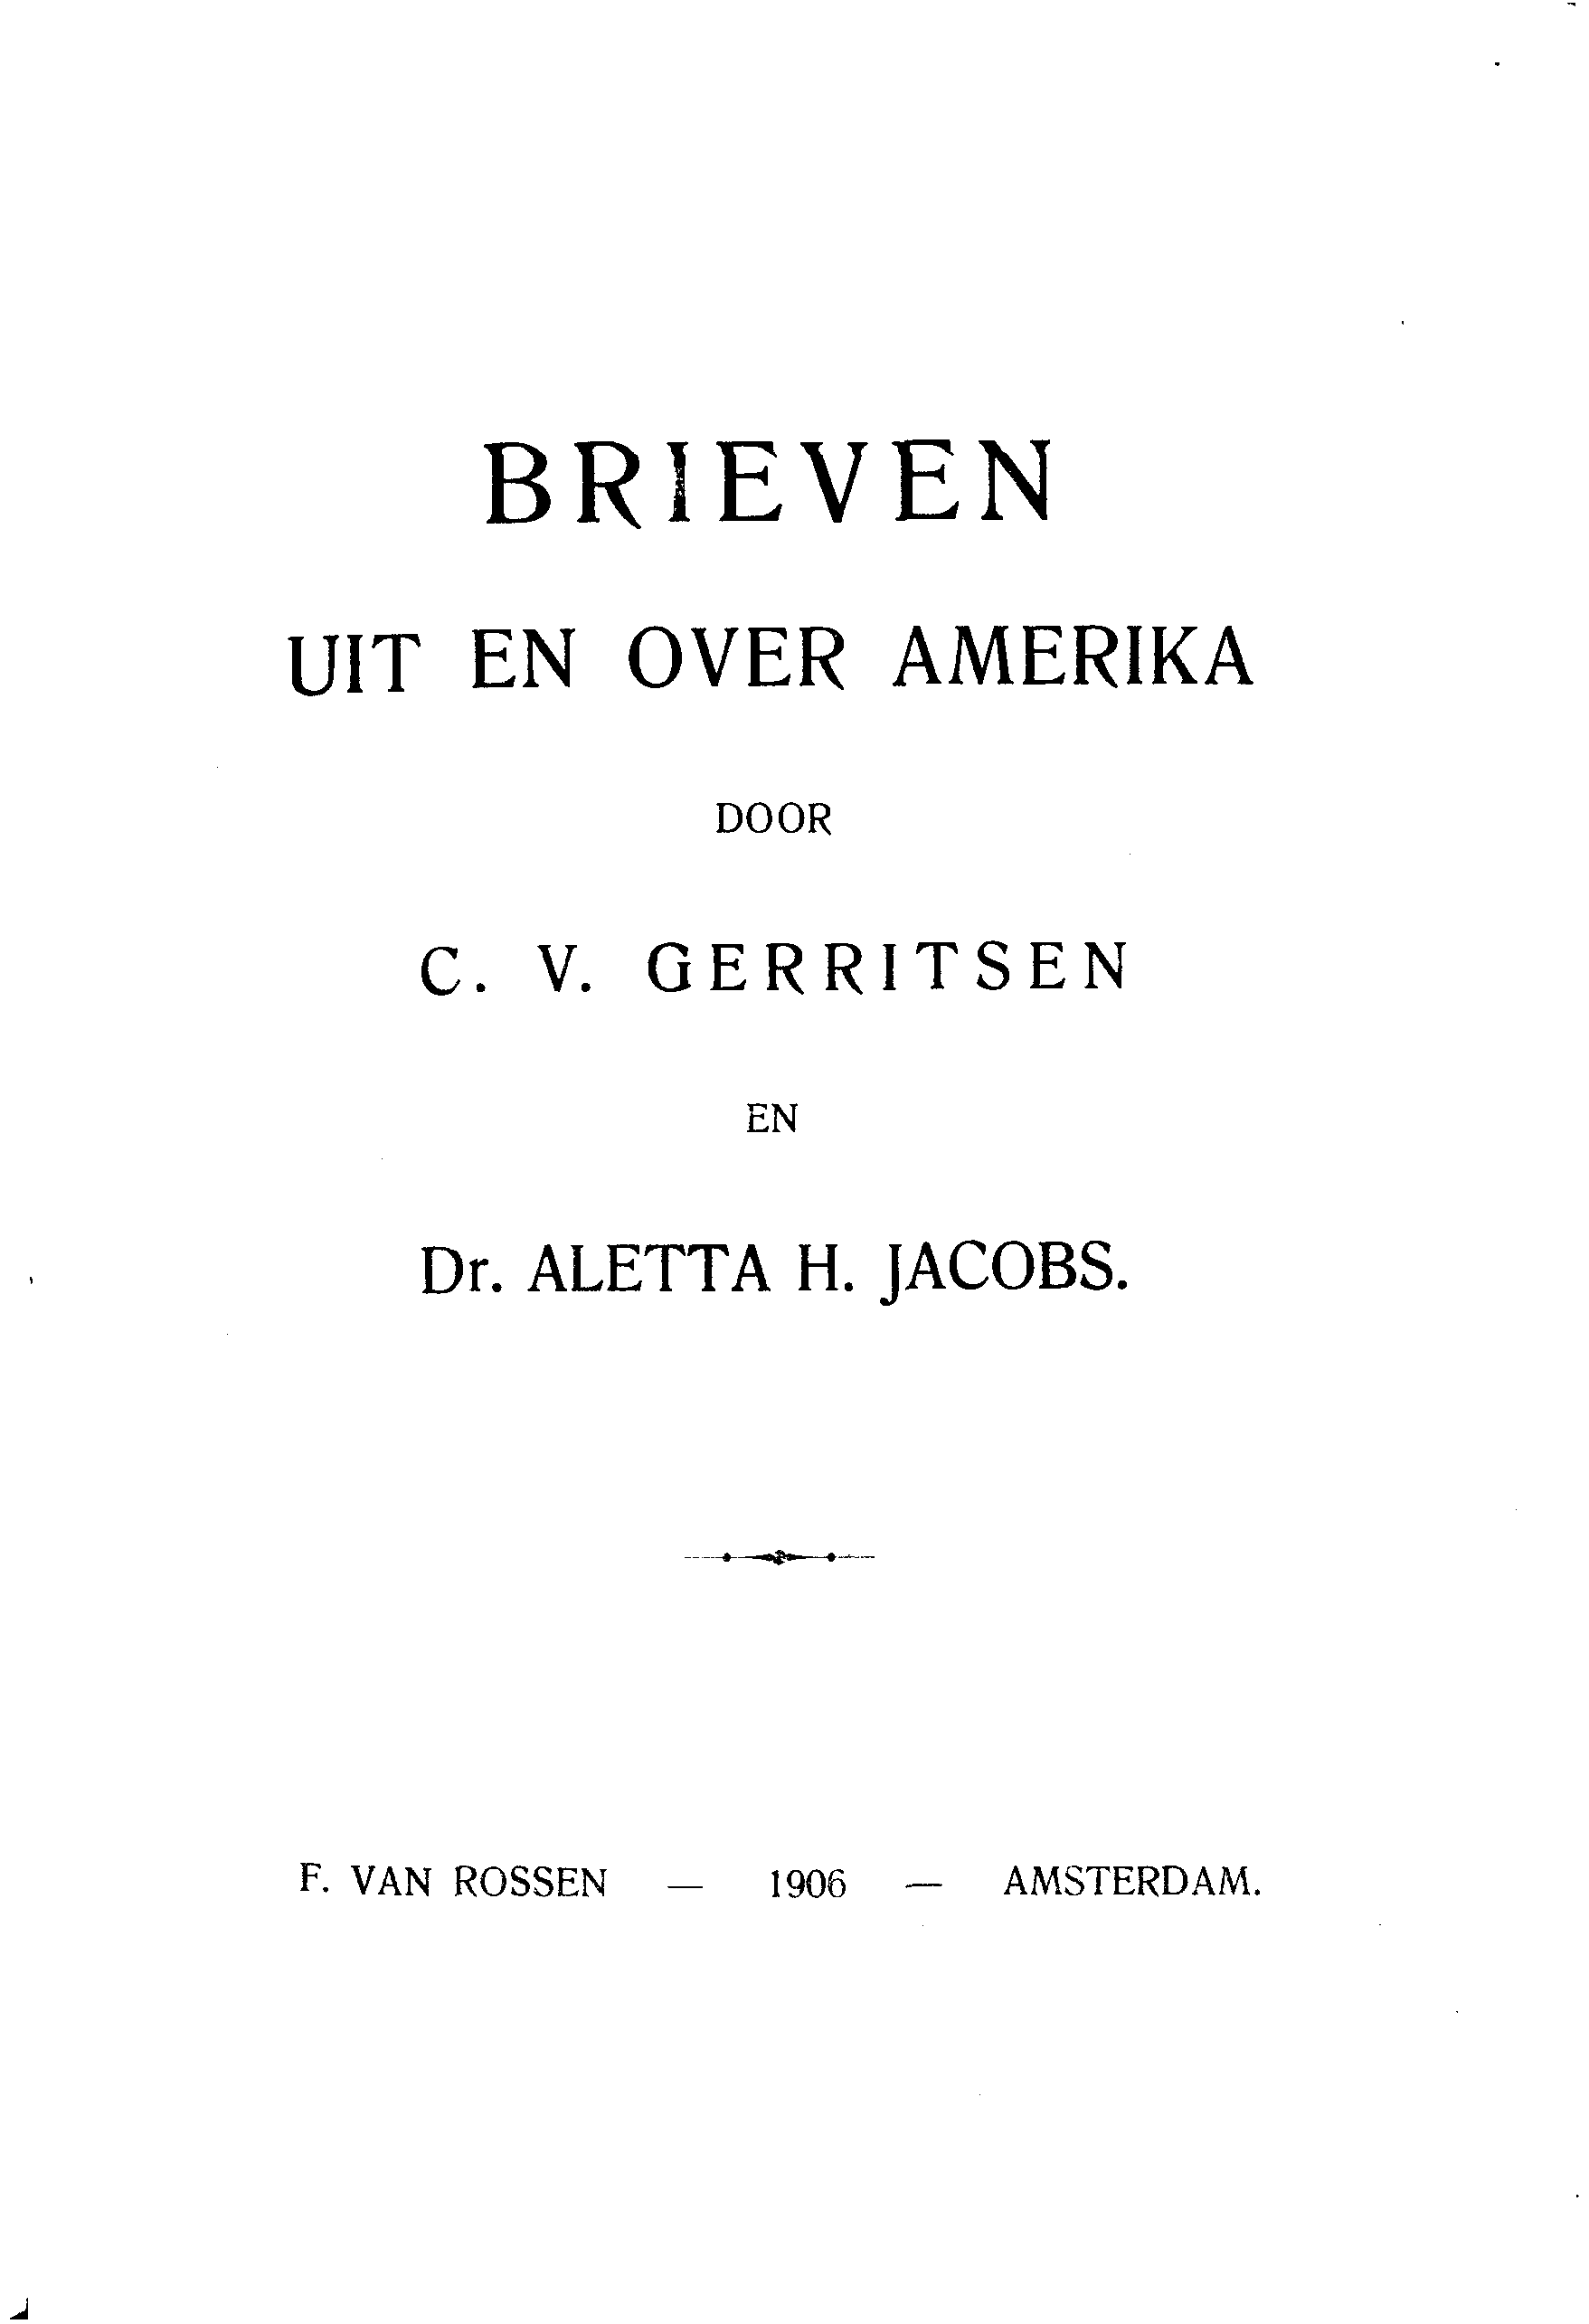 BRIEVEN
UIT EN OVER AMERIKA
DOOR
C. V. GERRITSEN
EN
Dr. ALETTA H. JACOBS.
F. VAN ROSSEN — 1906 — AMSTERDAM.